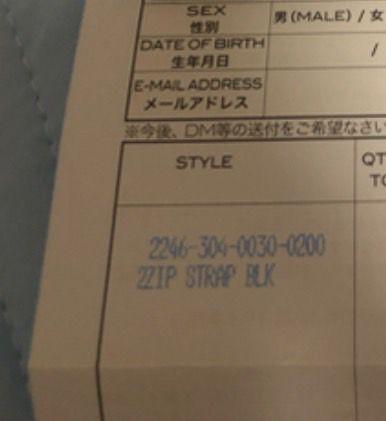 SEX
性別
男(MALE) / 女
DATE OF BIRTH
生年月日
/
E-MAIL ADDRESS
メールアドレス
※今後、DM等の送付をご希望なさい
STYLE
QT
TO
2246-304-0030-0200
2ZIP STRAP BLK